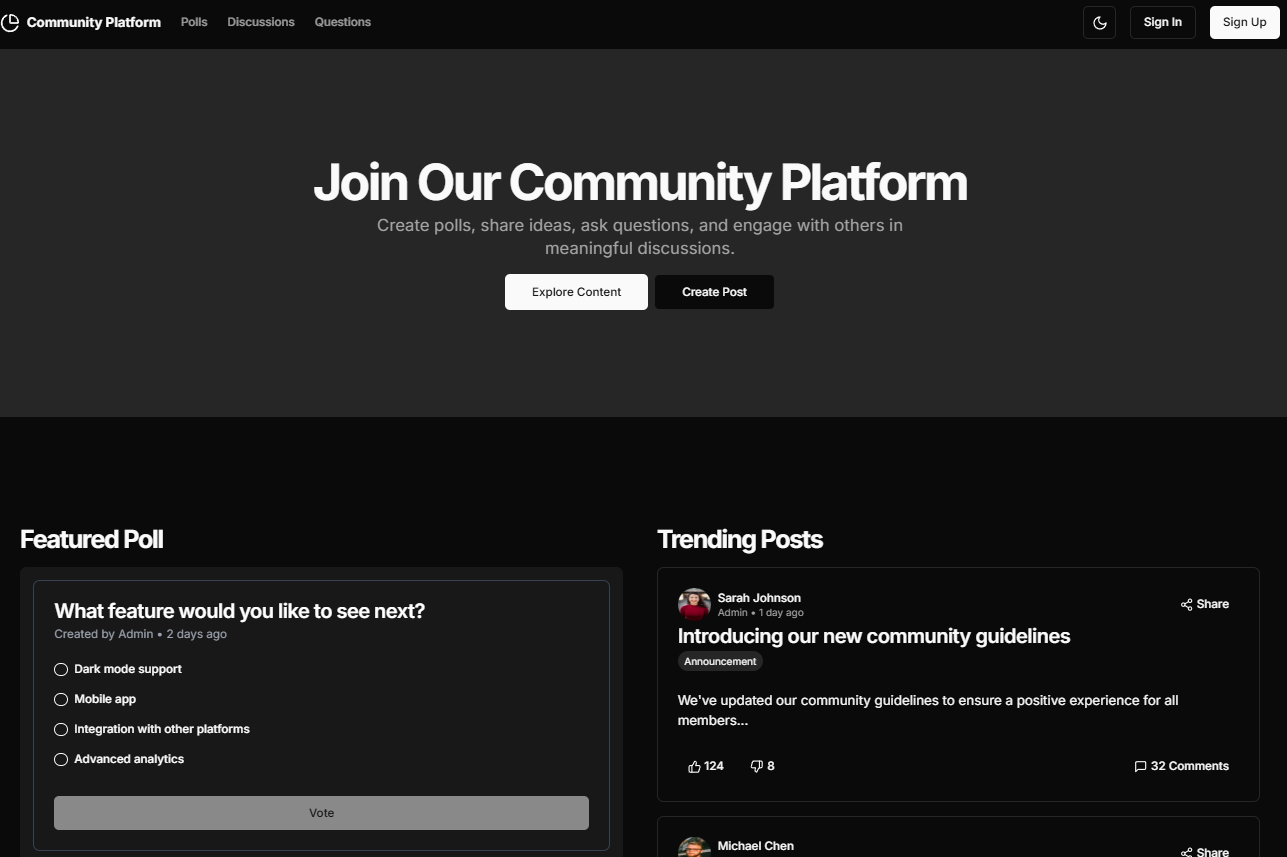 Community Platform
Polls
Discussions
Questions
Sign In
Sign Up
Join Our Community Platform
Create polls, share ideas, ask questions, and engage with others in
meaningful discussions.
Explore Content
Create Post
Featured Poll
What feature would you like to see next?
Created by Admin • 2 days ago
Dark mode support
Mobile app
Integration with other platforms
Advanced analytics
Vote
Trending Posts
Sarah Johnson
Admin • 1 day ago
Share
Introducing our new community guidelines
Announcement
We've updated our community guidelines to ensure a positive experience for all
members...
124
8
32 Comments
Michael Chen
Share